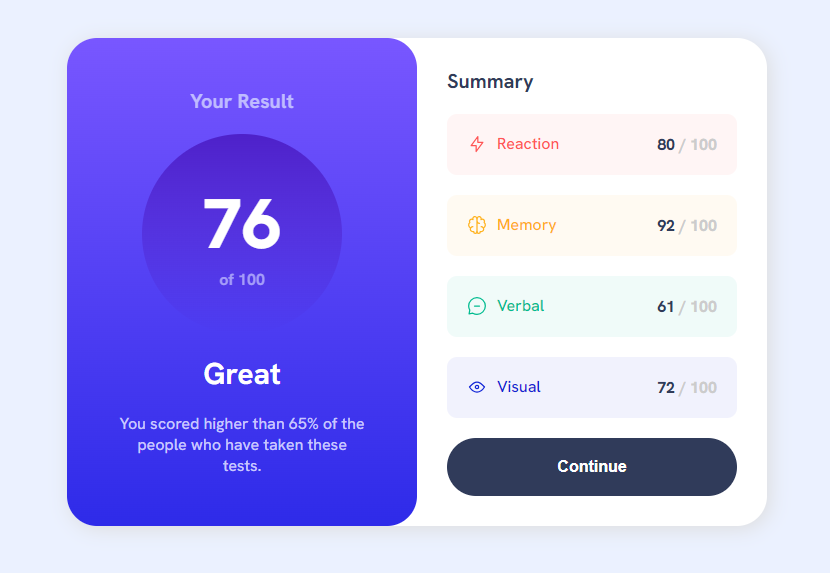 Your Result
76
of 100
Great
You scored higher than 65% of the
people who have taken these
tests.
Summary
Reaction 80 / 100
Memory 92 / 100
Verbal 61 / 100
Visual 72 / 100
Continue